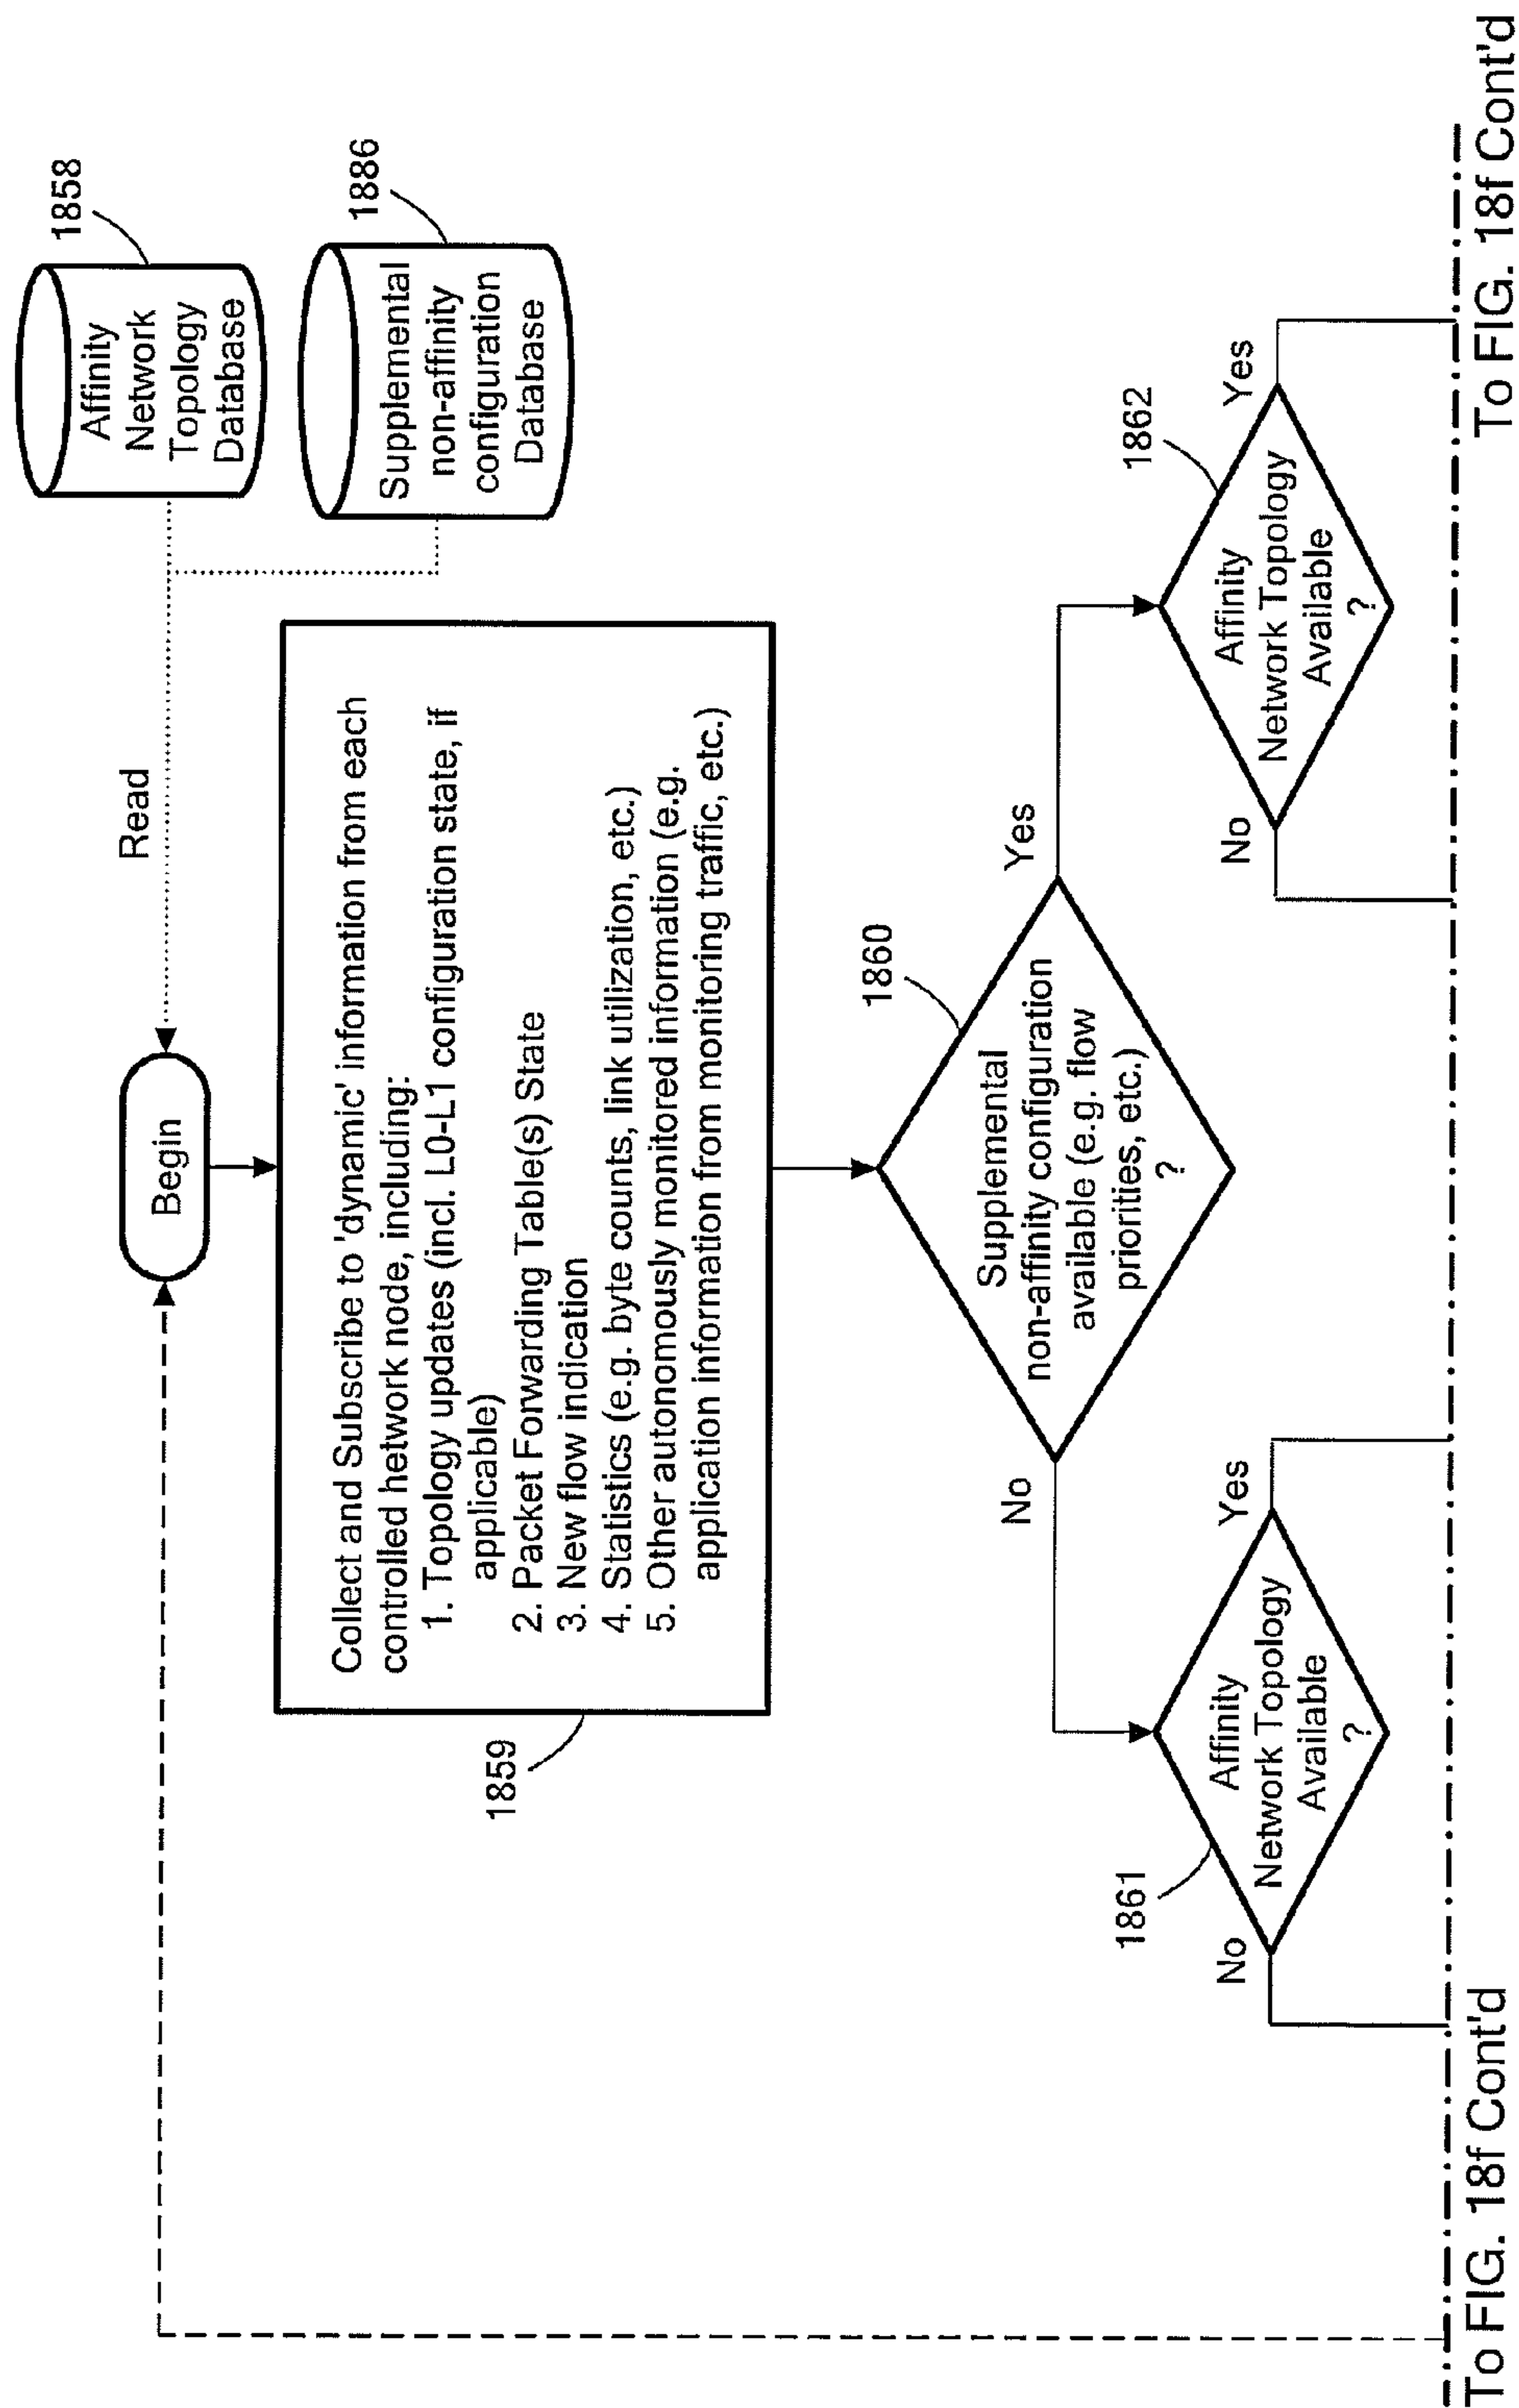 1858
Affinity
Network
Topology
Database
1886
Supplemental
non-affinity
configuration
Database
Read
Begin
Collect and Subscribe to 'dynamic' information from each
controlled network node, including:
1. Topology updates (incl. L0-L1 configuration state, if
applicable)
2. Packet Forwarding Table(s) State
3. New flow indication
4. Statistics (e.g. byte counts, link utilization, etc.)
5. Other autonomously monitored information (e.g.
application information from monitoring traffic, etc.)
1859
1860
Supplemental
non-affinity configuration
available (e.g. flow
priorities, etc.)
?
No
Yes
1861
Affinity
Network Topology
Available
?
No
Yes
1862
Affinity
Network Topology
Available
?
No
Yes
To FIG. 18f Cont'd
To FIG. 18f Cont'd